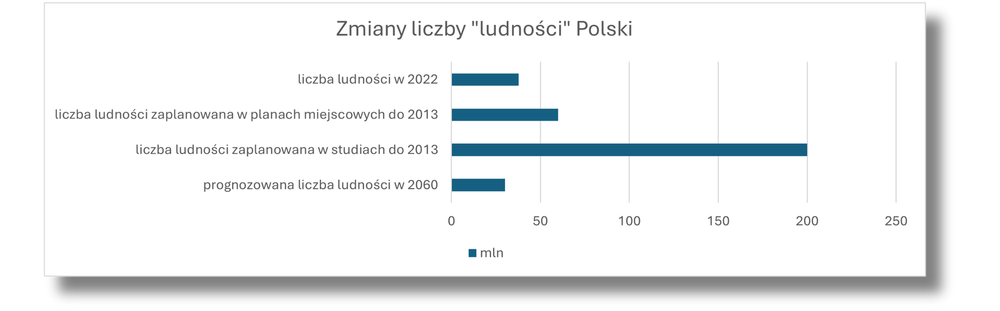 Zmiany liczby "ludności" Polski
liczba ludności w 2022
liczba ludności zaplanowana w planach miejscowych do 2013
liczba ludności zaplanowana w studiach do 2013
prognozowana liczba ludności w 2060
0 50 100 150 200 250
mln